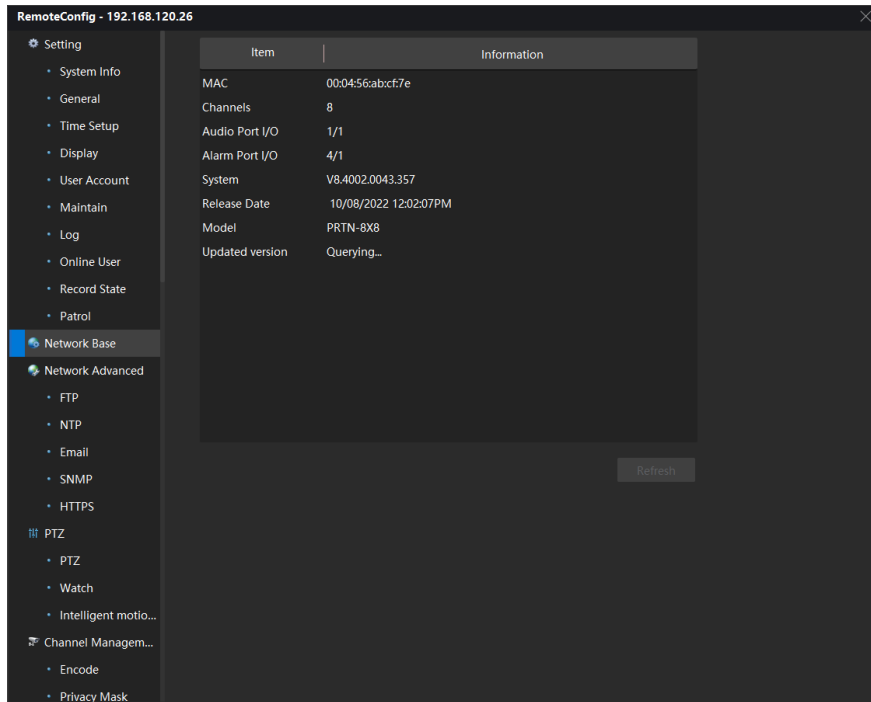 RemoteConfig - 192.168.120.26
Setting
System Info
General
Time Setup
Display
User Account
Maintain
Log
Online User
Record State
Patrol
Network Base
Network Advanced
FTP
NTP
Email
SNMP
HTTPS
PTZ
PTZ
Watch
Intelligent motio...
Channel Managem...
Encode
Privacy Mask
Item Information
MAC 00:04:56:ab:cf:7e
Channels 8
Audio Port I/O 1/1
Alarm Port I/O 4/1
System V8.4002.0043.357
Release Date 10/08/2022 12:02:07PM
Model PRTN-8X8
Updated version Querying...
Refresh